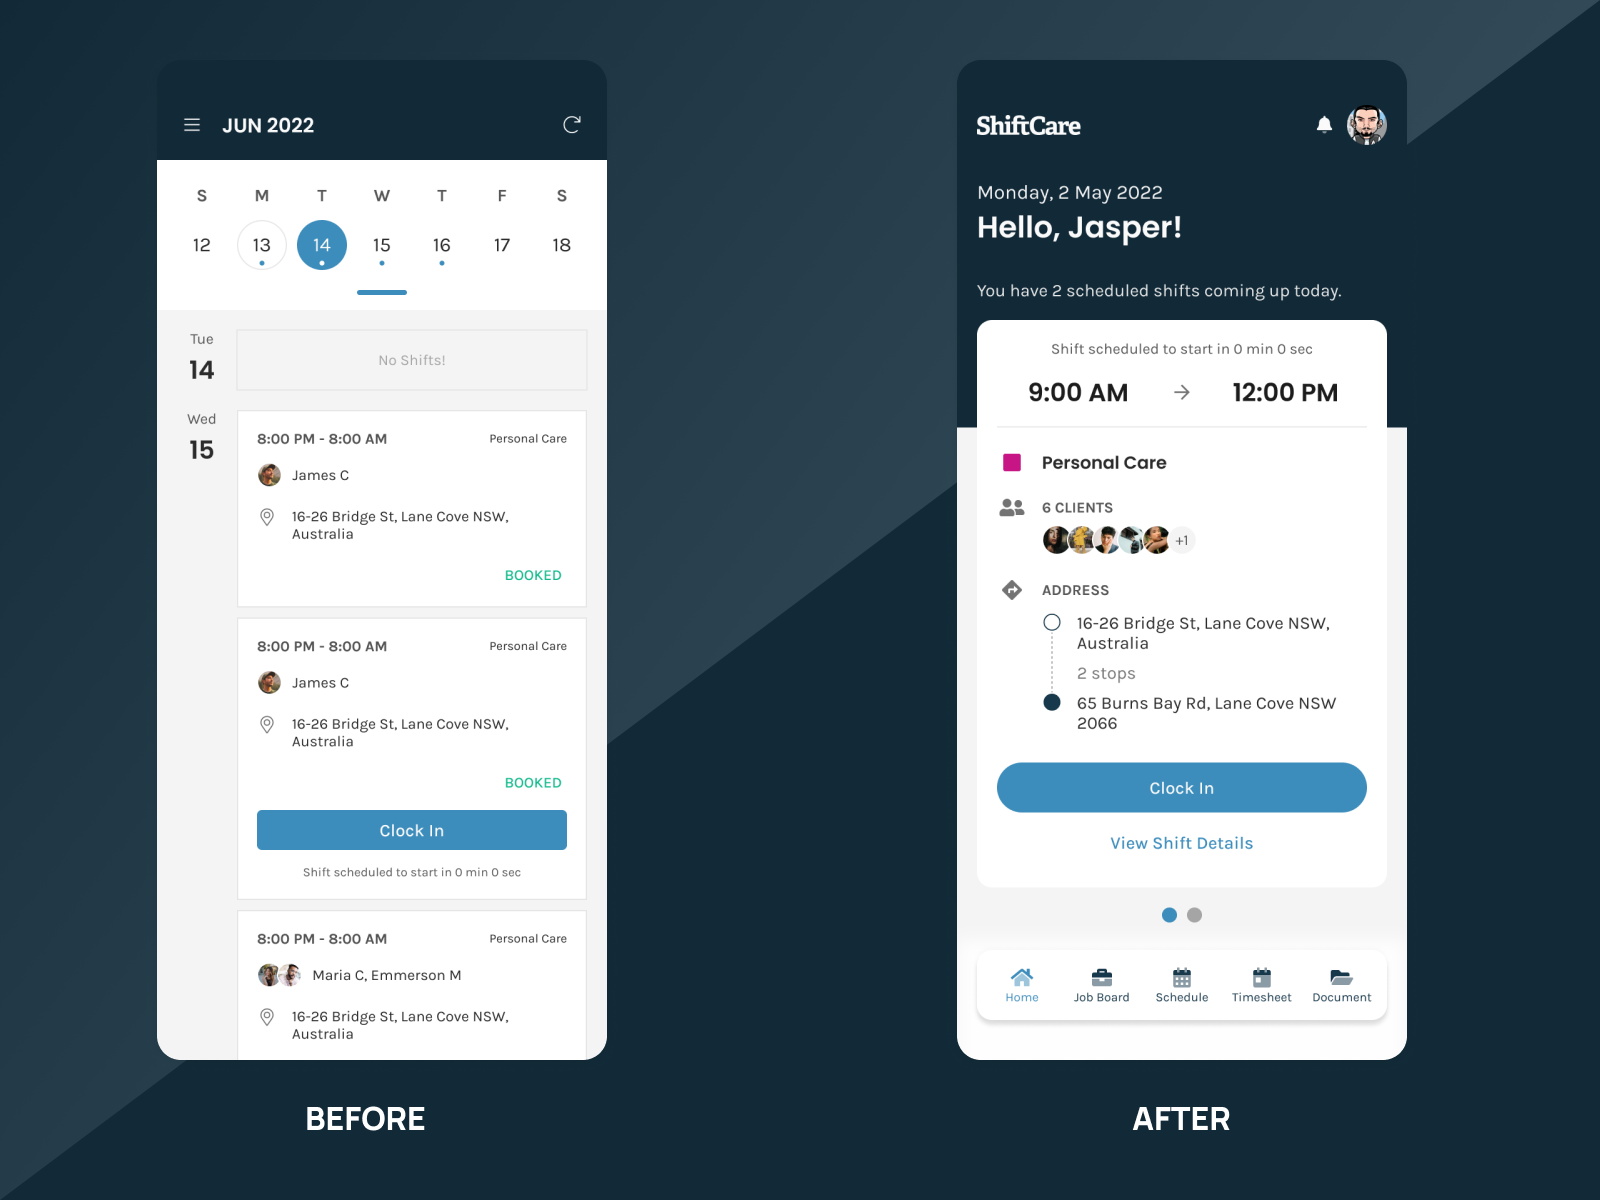 JUN 2022
S M T W T F S
12 13 14 15 16 17 18
Tue
14
No Shifts!
Wed
15
8:00 PM - 8:00 AM Personal Care
James C
16-26 Bridge St, Lane Cove NSW,
Australia
BOOKED
8:00 PM - 8:00 AM Personal Care
James C
16-26 Bridge St, Lane Cove NSW,
Australia
BOOKED
Clock In
Shift scheduled to start in 0 min 0 sec
8:00 PM - 8:00 AM Personal Care
Maria C, Emmerson M
16-26 Bridge St, Lane Cove NSW,
Australia
BEFORE
ShiftCare
Monday, 2 May 2022
Hello, Jasper!
You have 2 scheduled shifts coming up today.
Shift scheduled to start in 0 min 0 sec
9:00 AM → 12:00 PM
Personal Care
6 CLIENTS
+1
ADDRESS
16-26 Bridge St, Lane Cove NSW,
Australia
2 stops
65 Burns Bay Rd, Lane Cove NSW
2066
Clock In
View Shift Details
Home Job Board Schedule Timesheet Document
AFTER